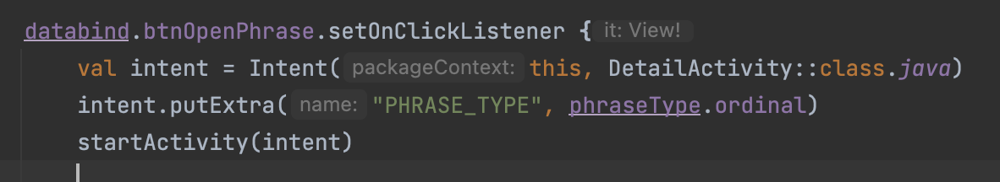 databind.btnOpenPhrase.setOnClickListener { it: View!
val intent = Intent( packageContext: this, DetailActivity::class.java)
intent.putExtra( name: "PHRASE_TYPE", phraseType.ordinal)
startActivity(intent)